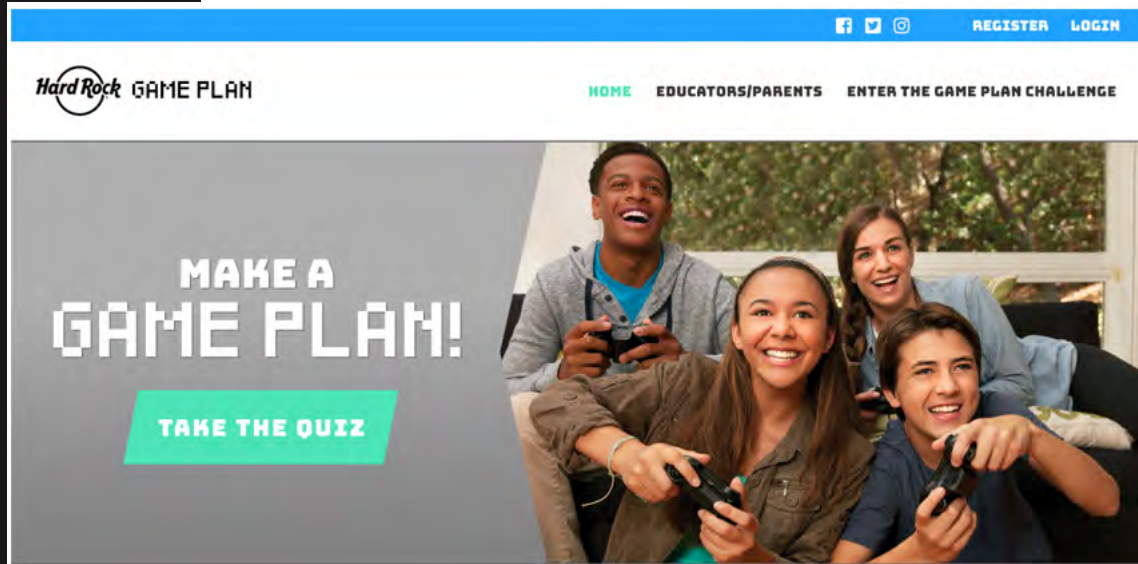 REGISTER LOGIN
Hard Rock GAME PLAN
HOME EDUCATORS/PARENTS ENTER THE GAME PLAN CHALLENGE
MAKE A
GAME PLAN!
TAKE THE QUIZ